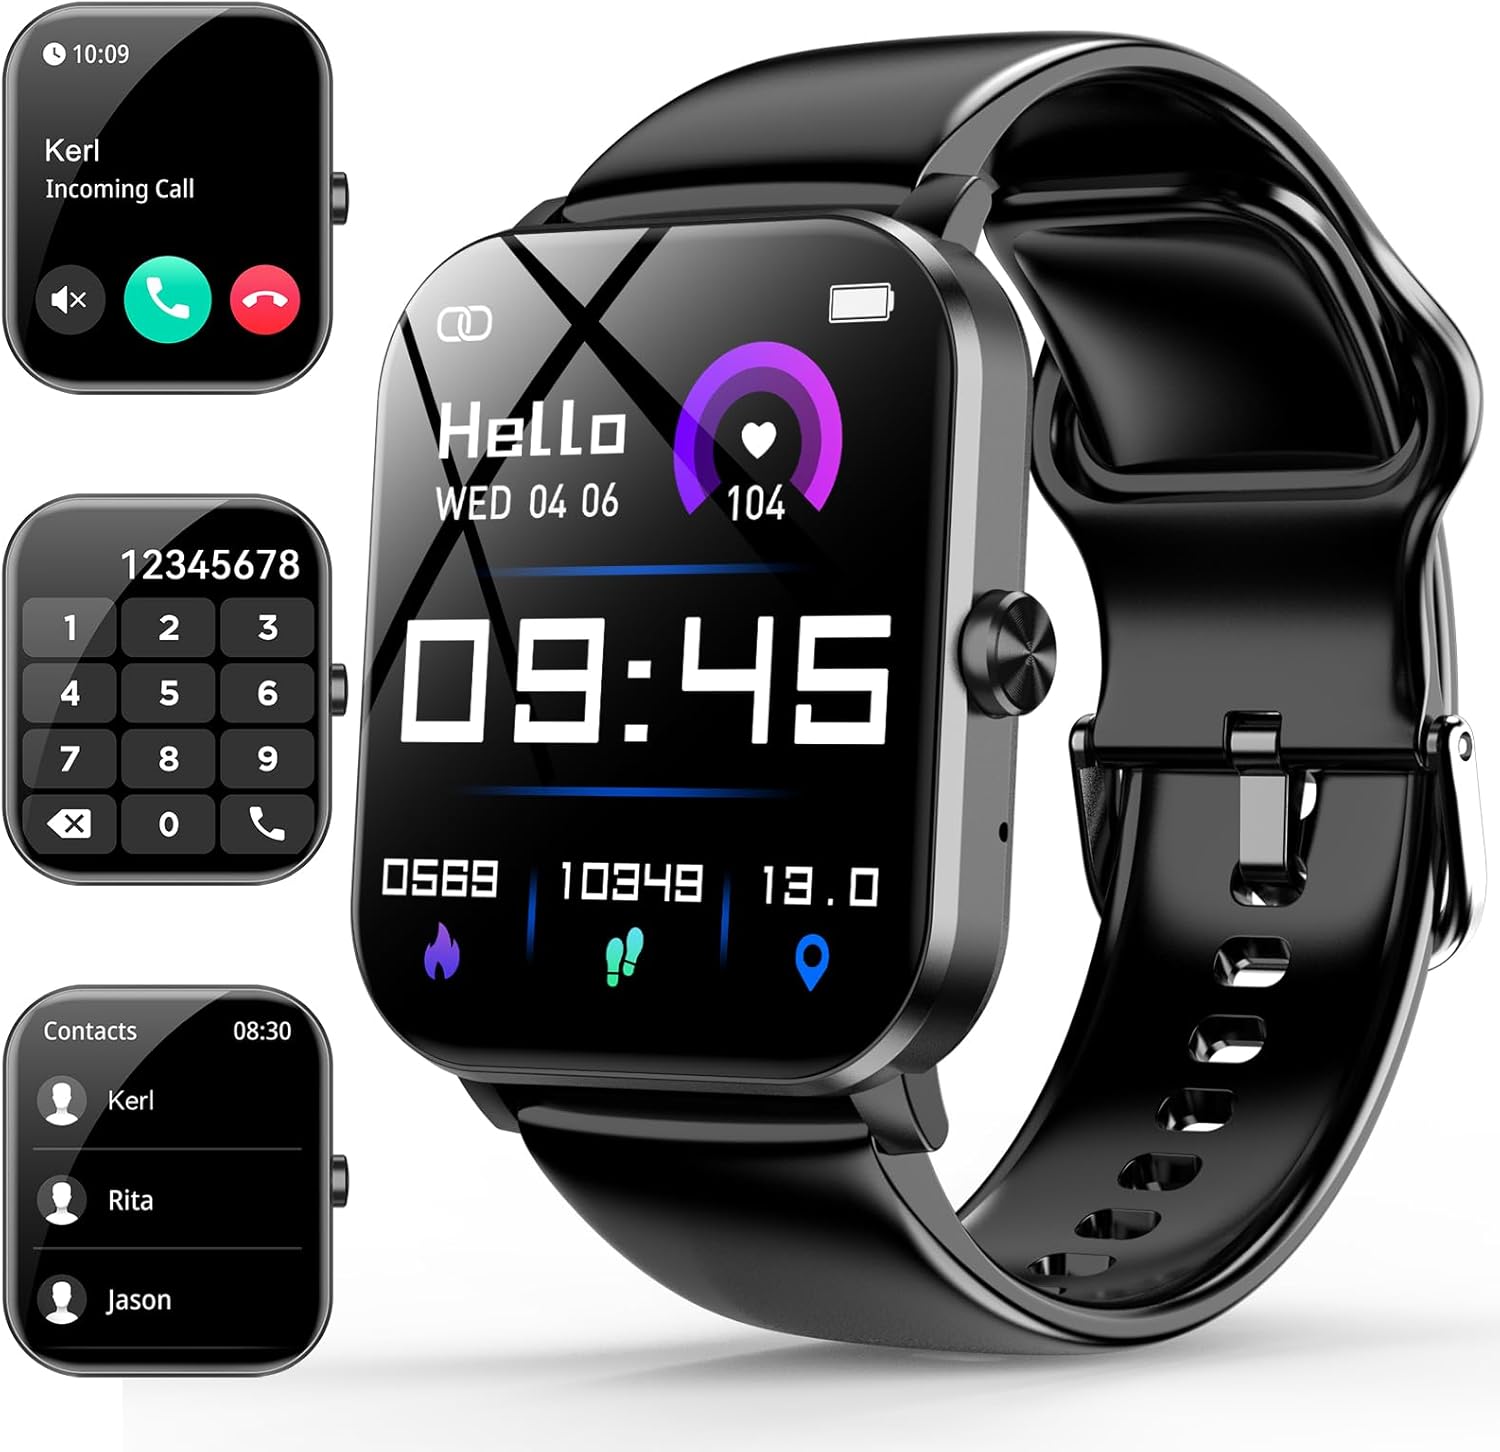 10:09
Kerl
Incoming Call
12345678
1 2 3
4 5 6
7 8 9
0
Contacts 08:30
Kerl
Rita
Jason
Hello
WED 04 06
104
09:45
0569 10349 13.0